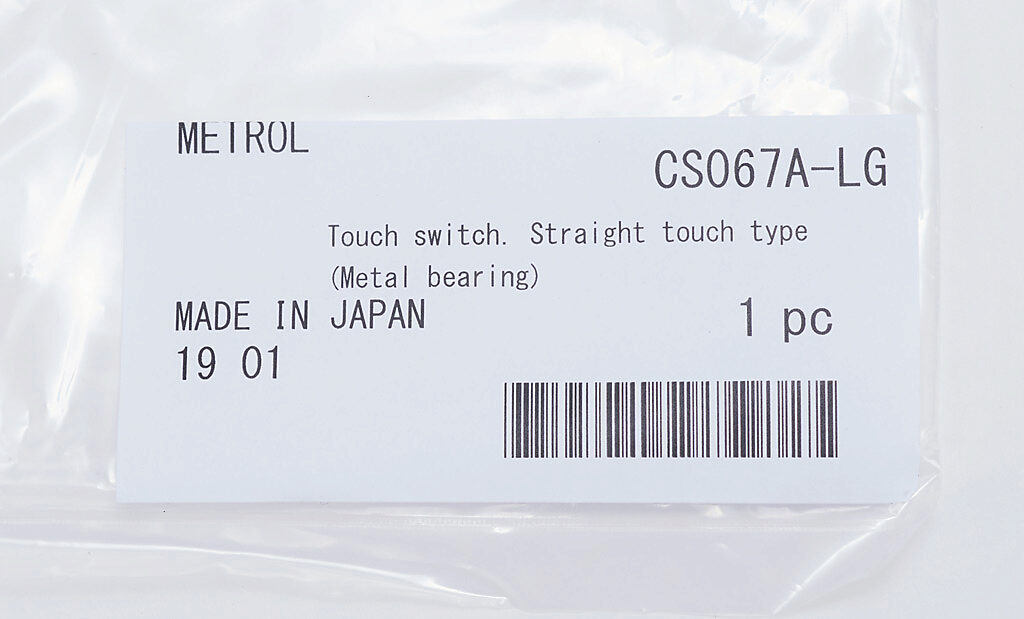 METROL
CS067A-LG
Touch switch. Straight touch type
(Metal bearing)
MADE IN JAPAN
1 pc
19 01